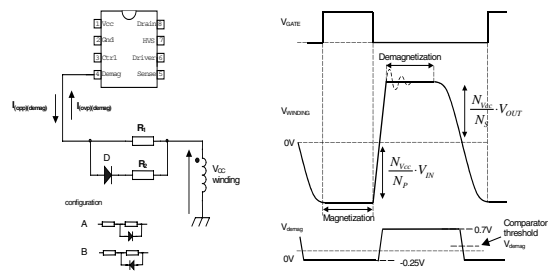 1 Vcc Drain 8
2 Gnd HVS 7
3 Ctrl Driver 6
4 Demag Sense 5
I(opp)(demag)
I(ovp)(demag)
R1
D
R2
VCC
winding
configuration
A
B
VGATE
Demagnetization
VWINDING
0V
NVcc/NS · VOUT
NVcc/NP · VIN
Magnetization
Vdemag
0V
0.7V
-0.25V
Comparator
threshold
Vdemag